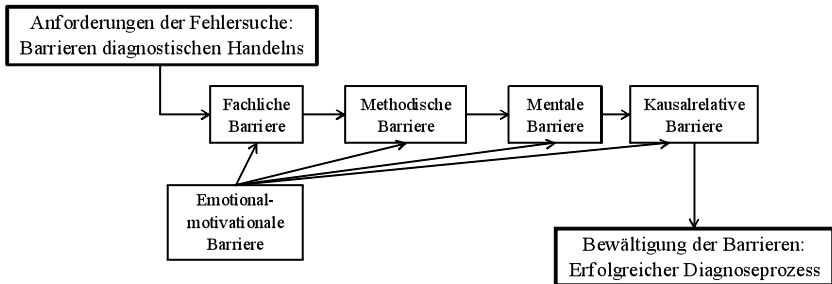 Anforderungen der Fehlersuche:
Barrieren diagnostischen Handelns
Fachliche
Barriere
Methodische
Barriere
Mentale
Barriere
Kausalrelative
Barriere
Emotional-
motivationale
Barriere
Bewältigung der Barrieren:
Erfolgreicher Diagnoseprozess